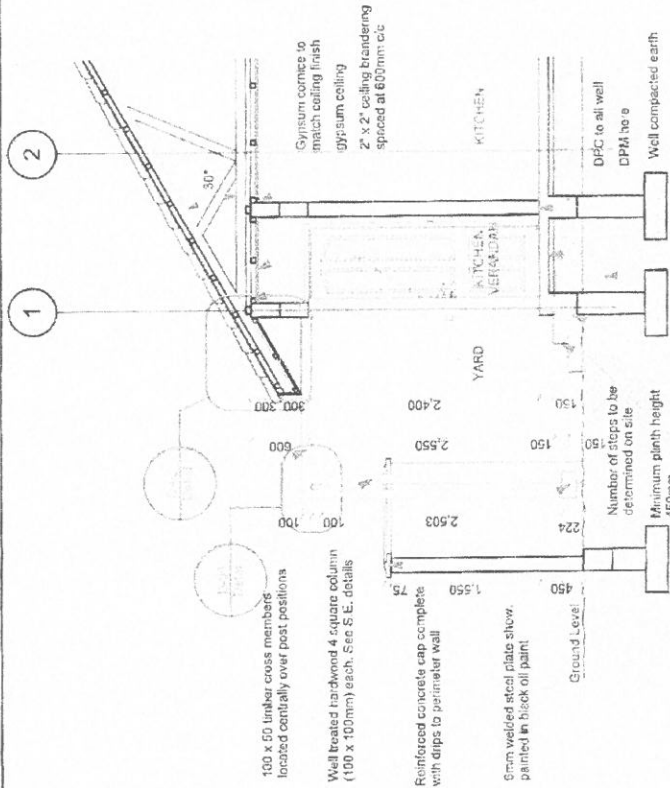 1
2
30°
Gypsum cornice to
match ceiling finish
gypsum ceiling
2" x 2" ceiling brandering
spaced at 600mm c/c
KITCHEN
KITCHEN
VERANDAH
YARD
DPC to all wall
DPM here
Well compacted earth
300
300
600
2,400
2,550
150
150
150
Number of steps to be
determined on site
Minimum plinth height
450mm
100
100
2,503
224
75
1,550
450
Ground Level
100 x 50 timber cross members
located centrally over post positions
Well treated hardwood 4 square column
(100 x 100mm) each. See S.E. details
Reinforced concrete cap complete
with drips to perimeter wall
6mm welded steel plate show.
painted in black oil paint